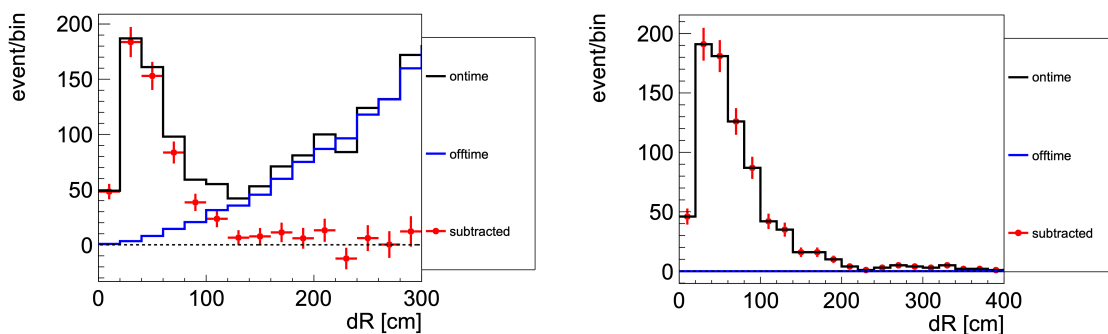 event/bin
200
150
100
50
0
0 100 200 300
dR [cm]
ontime
offtime
subtracted
event/bin
200
150
100
50
0
0 100 200 300 400
dR [cm]
ontime
offtime
subtracted